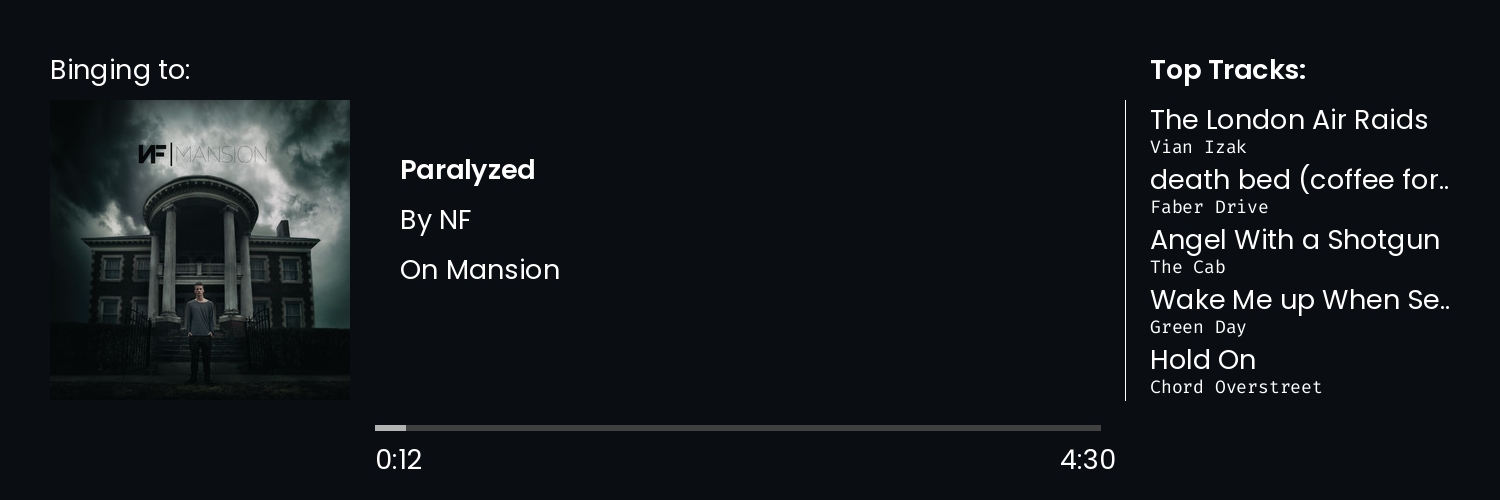 Binging to:
NF|MANSION
Paralyzed
By NF
On Mansion
0:12
4:30
Top Tracks:
The London Air Raids
Vian Izak
death bed (coffee for..
Faber Drive
Angel With a Shotgun
The Cab
Wake Me up When Se..
Green Day
Hold On
Chord Overstreet